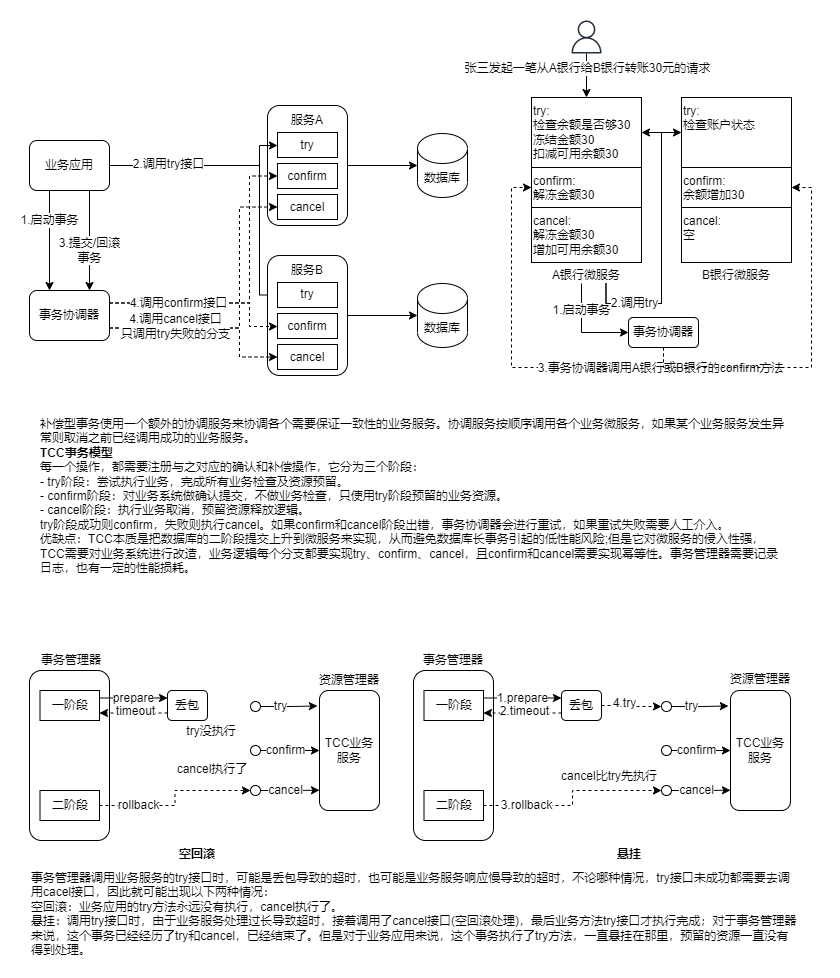 张三发起一笔从A银行给B银行转账30元的请求
业务应用
1.启动事务
3.提交/回滚
事务
事务协调器
2.调用try接口
4.调用confirm接口
4.调用cancel接口
只调用try失败的分支
服务A
try
confirm
cancel
数据库
服务B
try
confirm
cancel
数据库
try:
检查余额是否够30
冻结金额30
扣减可用余额30
confirm:
解冻金额30
cancel:
解冻金额30
增加可用余额30
A银行微服务
try:
检查账户状态
confirm:
余额增加30
cancel:
空
B银行微服务
1.启动事务
2.调用try
事务协调器
3.事务协调器调用A银行或B银行的confirm方法
补偿型事务使用一个额外的协调服务来协调各个需要保证一致性的业务服务。协调服务按顺序调用各个业务微服务，如果某个业务服务发生异
常则取消之前已经调用成功的业务服务。
TCC事务模型
每一个操作，都需要注册与之对应的确认和补偿操作，它分为三个阶段：
- try阶段：尝试执行业务，完成所有业务检查及资源预留。
- confirm阶段：对业务系统做确认提交，不做业务检查，只使用try阶段预留的业务资源。
- cancel阶段：执行业务取消，预留资源释放逻辑。
try阶段成功则confirm，失败则执行cancel。如果confirm和cancel阶段出错，事务协调器会进行重试，如果重试失败需要人工介入。
优缺点：TCC本质是把数据库的二阶段提交上升到微服务来实现，从而避免数据库长事务引起的低性能风险;但是它对微服务的侵入性强，
TCC需要对业务系统进行改造，业务逻辑每个分支都要实现try、confirm、cancel，且confirm和cancel需要实现幂等性。事务管理器需要记录
日志，也有一定的性能损耗。
事务管理器
一阶段
二阶段
prepare
timeout
丢包
try没执行
cancel执行了
rollback
try
confirm
cancel
资源管理器
TCC业务
服务
空回滚
事务管理器
一阶段
二阶段
1.prepare
2.timeout
丢包
4.try
cancel比try先执行
3.rollback
try
confirm
cancel
资源管理器
TCC业务
服务
悬挂
事务管理器调用业务服务的try接口时，可能是丢包导致的超时，也可能是业务服务响应慢导致的超时，不论哪种情况，try接口未成功都需要去调
用cacel接口，因此就可能出现以下两种情况：
空回滚：业务应用的try方法永远没有执行，cancel执行了。
悬挂：调用try接口时，由于业务服务处理过长导致超时，接着调用了cancel接口(空回滚处理)，最后业务方法try接口才执行完成；对于事务管理器
来说，这个事务已经经历了try和cancel，已经结束了。但是对于业务应用来说，这个事务执行了try方法，一直悬挂在那里，预留的资源一直没有
得到处理。